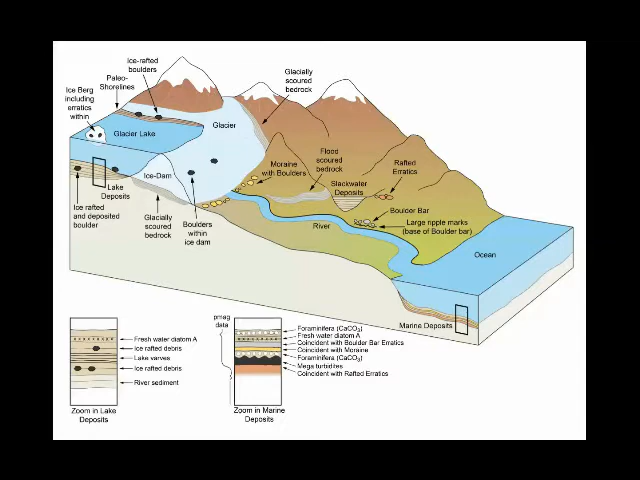 Ice-rafted
boulders
Paleo-
Shorelines
Glacially
scoured
bedrock
Ice Berg
including
erratics
within
Glacier
Glacier Lake
Flood
scoured
bedrock
Moraine
with Boulders
Rafted
Erratics
Ice-Dam
Slackwater
Deposits
Lake
Deposits
Ice rafted
and deposited
boulder
Glacially
scoured
bedrock
Boulders
within
ice dam
Boulder Bar
River
Large ripple marks
(base of Boulder bar)
Ocean
Marine Deposits
pmag
data
Fresh water diatom A
Ice rafted debris
Lake varves
Ice rafted debris
River sediment
Zoom in Lake
Deposits
Foraminifera (CaCO3)
Fresh water diatom A
Coincident with Boulder Bar Erratics
Coincident with Moraine
Foraminifera (CaCO3)
Mega turbidites
Coincident with Rafted Erratics
Zoom in Marine
Deposits